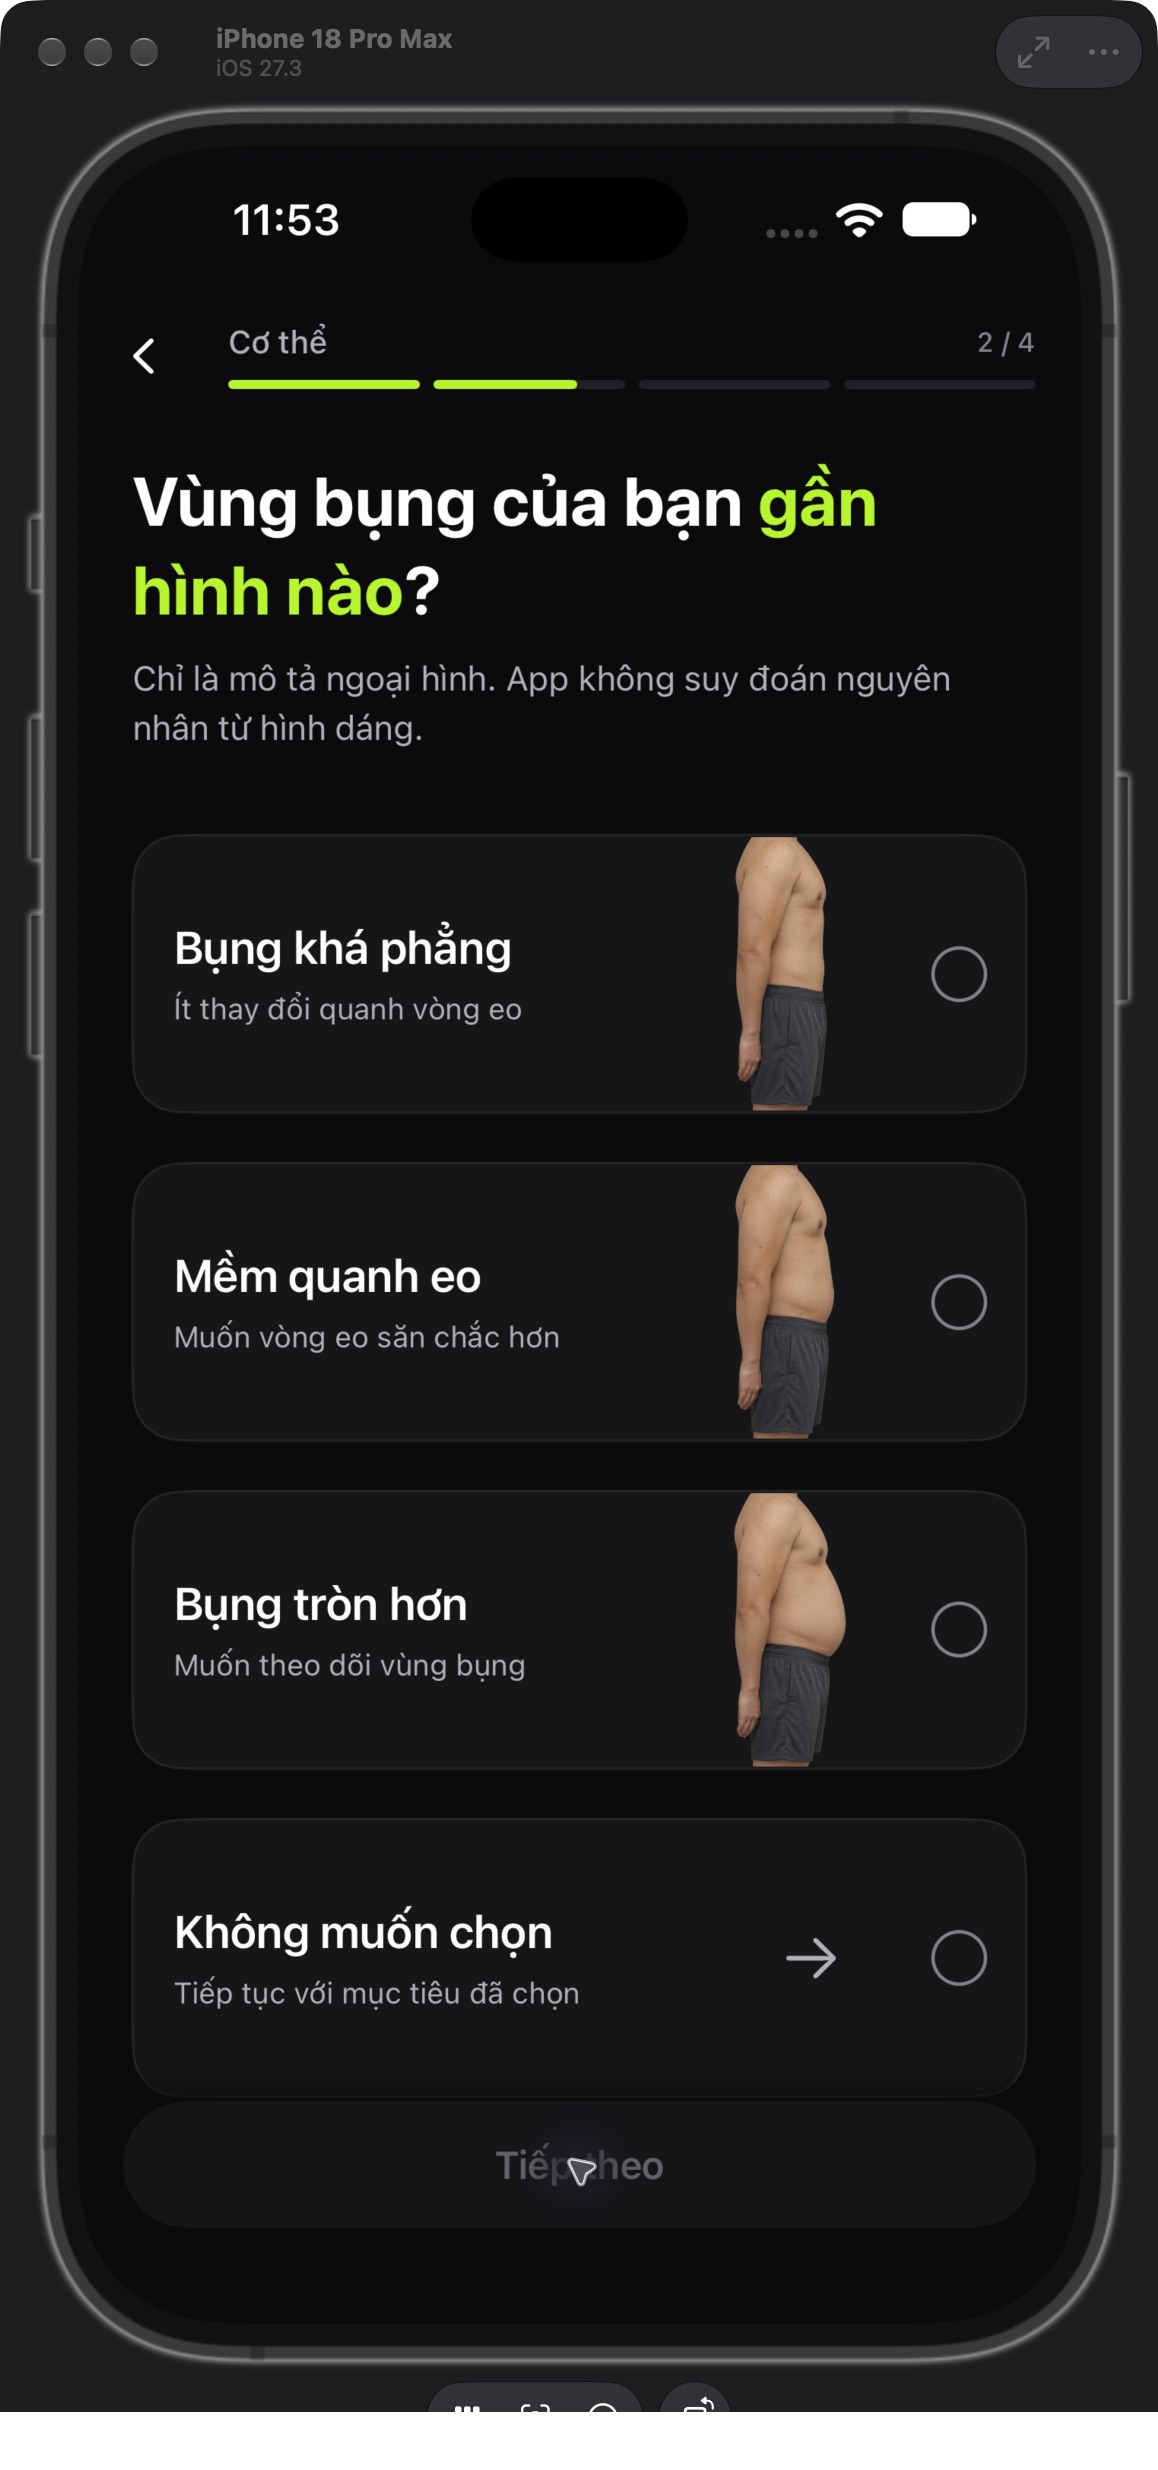 iPhone 18 Pro Max
iOS 27.3
11:53
Cơ thể
2 / 4
Vùng bụng của bạn gần
hình nào?
Chỉ là mô tả ngoại hình. App không suy đoán nguyên
nhân từ hình dáng.
Bụng khá phẳng
Ít thay đổi quanh vòng eo
Mềm quanh eo
Muốn vòng eo săn chắc hơn
Bụng tròn hơn
Muốn theo dõi vùng bụng
Không muốn chọn
Tiếp tục với mục tiêu đã chọn
Tiếp theo